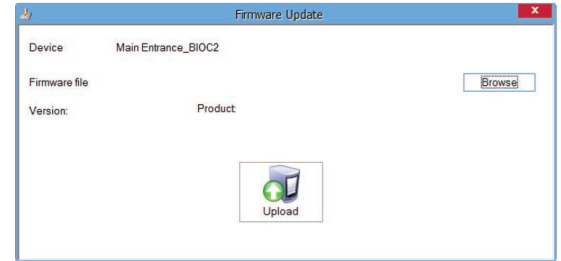 Firmware Update
x
Device Main Entrance_BIOC2
Firmware file Browse
Version: Product:
Upload